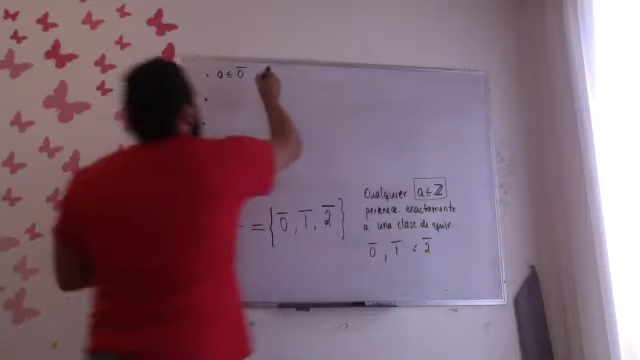 · a ∈ 0̅
·
= { 0̅, 1̅, 2̅ }
Cualquier a ∈ ℤ
pertenece exactamente
a una clase de equiv.
0̅, 1̅ ó 2̅